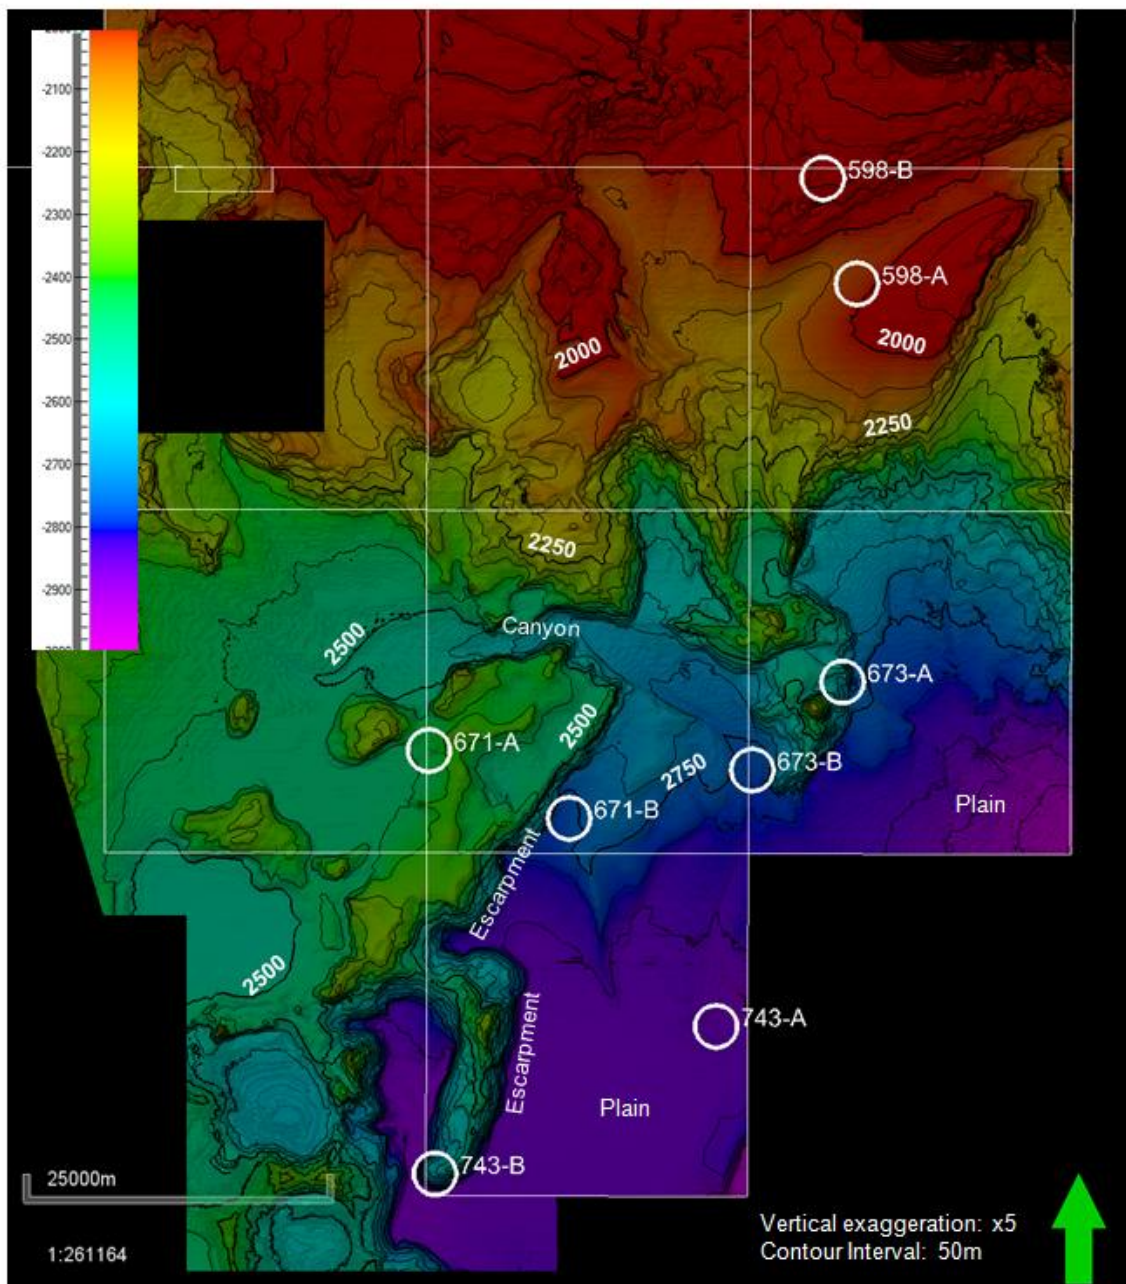 -2100
-2200
-2300
-2400
-2500
-2600
-2700
-2800
-2900
598-B
598-A
2000
2000
2250
2250
Canyon
2500
673-A
2500
671-A
673-B
2750
671-B
Plain
Escarpment
2500
743-A
Escarpment
Plain
743-B
25000m
1:261164
Vertical exaggeration: x5
Contour Interval: 50m